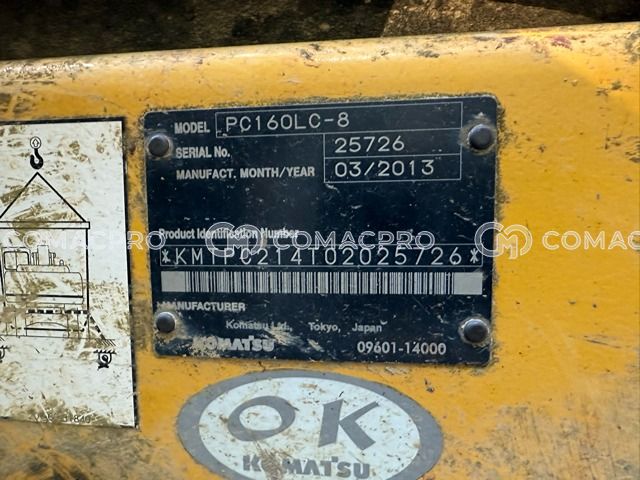 MODEL PC160LC-8
SERIAL No. 25726
MANUFACT. MONTH/YEAR 03/2013
Product Identification Number
COMACPRO COMACPRO COMACPRO
*KMTPC214T02025726*
MANUFACTURER
Komatsu Ltd., Tokyo, Japan
KOMATSU 09601-14000
OK
KOMATSU